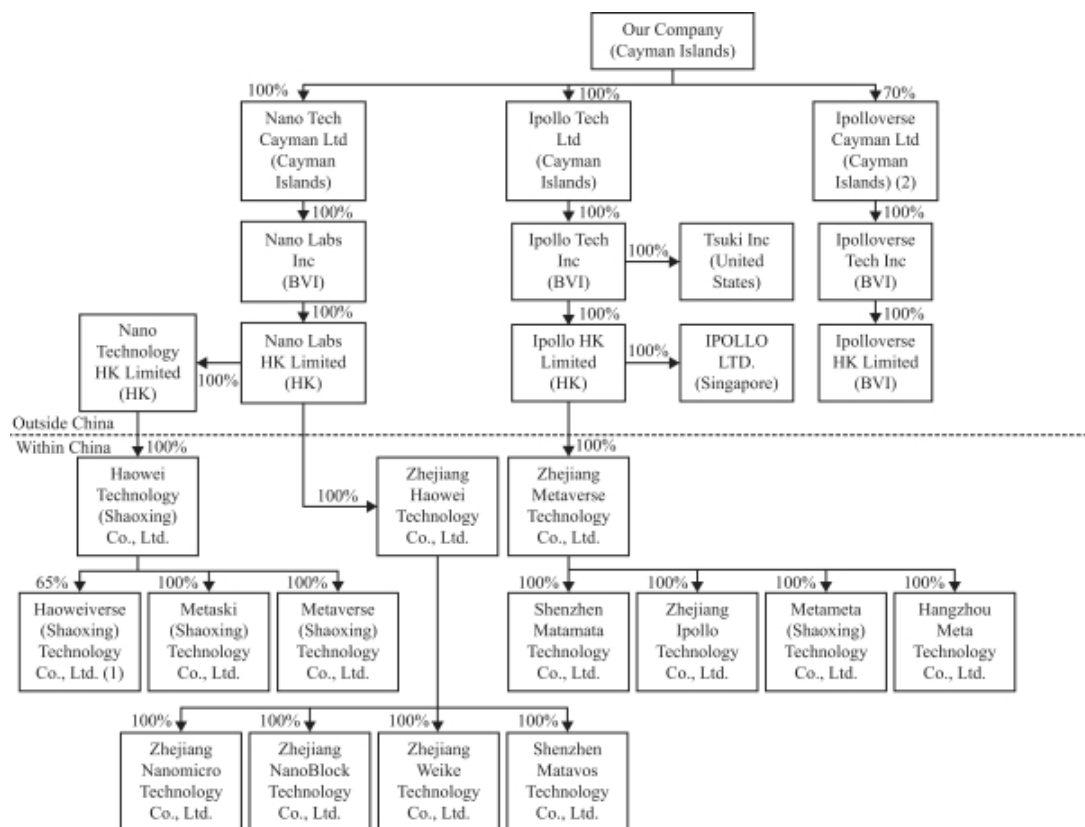 Our Company
(Cayman Islands)
100%
100%
70%
Nano Tech
Cayman Ltd
(Cayman
Islands)
Ipollo Tech
Ltd
(Cayman
Islands)
Ipolloverse
Cayman Ltd
(Cayman
Islands) (2)
100%
100%
100%
Nano Labs
Inc
(BVI)
Ipollo Tech
Inc
(BVI)
100%
Tsuki Inc
(United
States)
Ipolloverse
Tech Inc
(BVI)
100%
100%
100%
Nano
Technology
HK Limited
(HK)
100%
Nano Labs
HK Limited
(HK)
Ipollo HK
Limited
(HK)
100%
IPOLLO
LTD.
(Singapore)
Ipolloverse
HK Limited
(BVI)
Outside China
Within China
100%
100%
Haowei
Technology
(Shaoxing)
Co., Ltd.
100%
Zhejiang
Haowei
Technology
Co., Ltd.
Zhejiang
Metaverse
Technology
Co., Ltd.
65%
100%
100%
100%
100%
100%
100%
Haoweiverse
(Shaoxing)
Technology
Co., Ltd. (1)
Metaski
(Shaoxing)
Technology
Co., Ltd.
Metaverse
(Shaoxing)
Technology
Co., Ltd.
Shenzhen
Matamata
Technology
Co., Ltd.
Zhejiang
Ipollo
Technology
Co., Ltd.
Metameta
(Shaoxing)
Technology
Co., Ltd.
Hangzhou
Meta
Technology
Co., Ltd.
100%
100%
100%
100%
Zhejiang
Nanomicro
Technology
Co., Ltd.
Zhejiang
NanoBlock
Technology
Co., Ltd.
Zhejiang
Weike
Technology
Co., Ltd.
Shenzhen
Matavos
Technology
Co., Ltd.